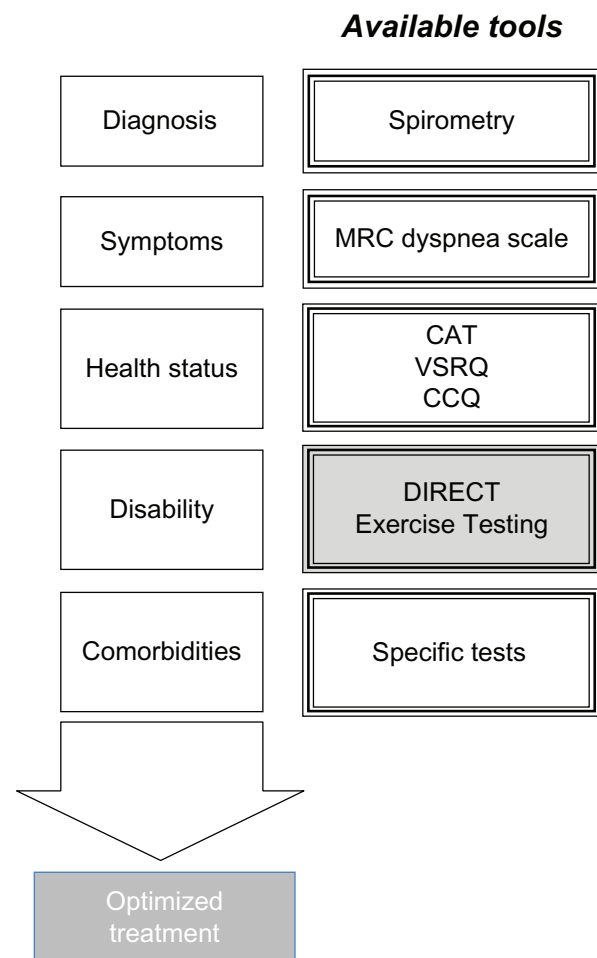 Available tools
Diagnosis
Spirometry
Symptoms
MRC dyspnea scale
Health status
CAT
VSRQ
CCQ
Disability
DIRECT
Exercise Testing
Comorbidities
Specific tests
Optimized
treatment